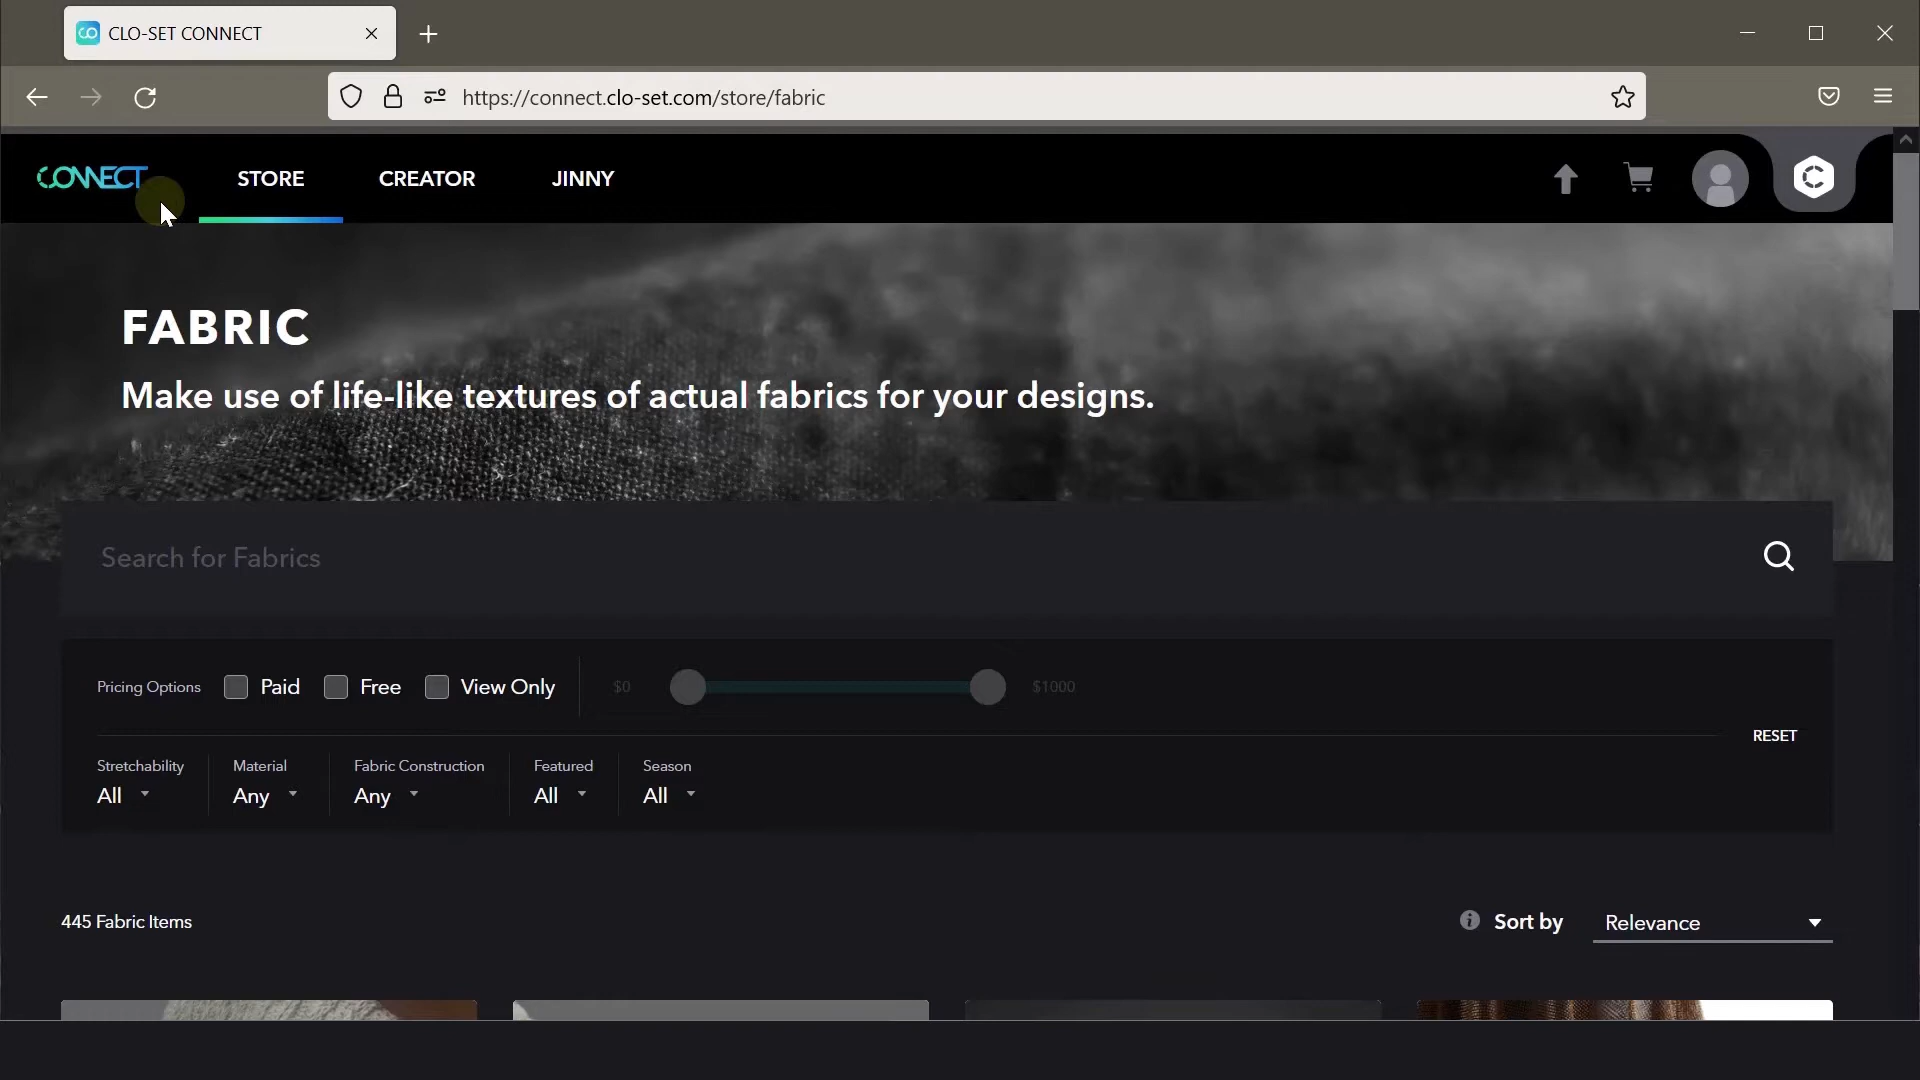 CLO-SET CONNECT
https://connect.clo-set.com/store/fabric
CONNECT
STORE
CREATOR
JINNY
FABRIC
Make use of life-like textures of actual fabrics for your designs.
Search for Fabrics
Pricing Options
Paid
Free
View Only
$0
$1000
RESET
Stretchability
Material
Fabric Construction
Featured
Season
All
Any
Any
All
All
445 Fabric Items
Sort by
Relevance